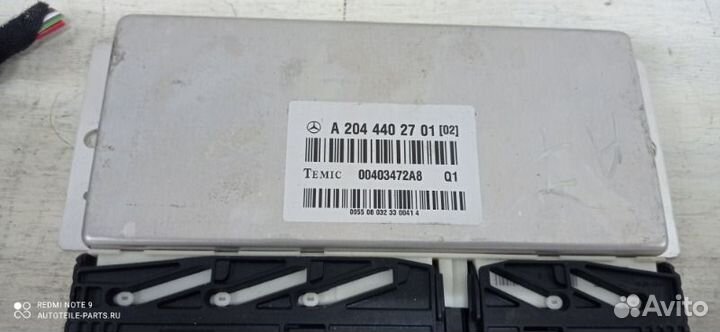 A 204 440 27 01 [02]
TEMIC 00403472A8 Q1
0955 08 032 33 0041 4
REDMI NOTE 9
AUTOTEILE-PARTS.RU
Avito